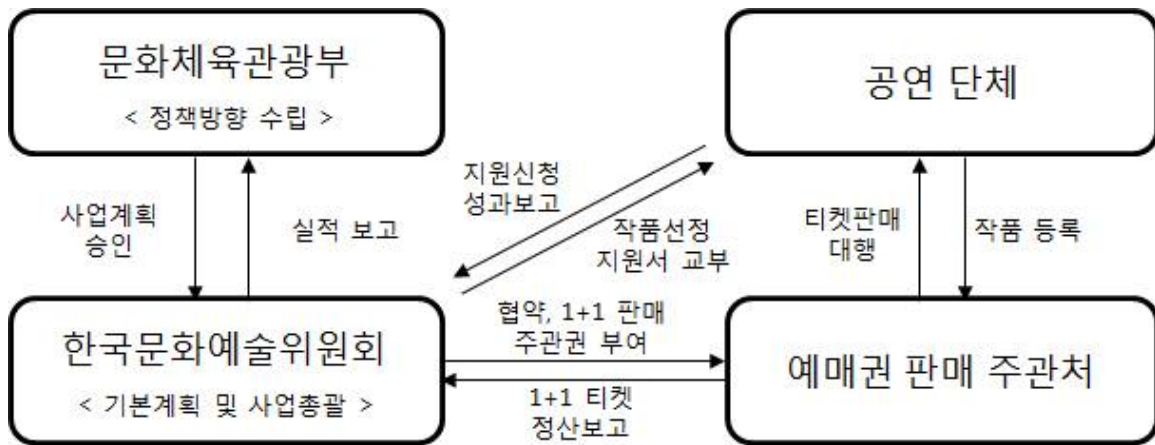 문화체육관광부
< 정책방향 수립 >
공연 단체
지원신청
성과보고
사업계획
승인
실적 보고
작품선정
지원서 교부
티켓판매
대행
작품 등록
한국문화예술위원회
< 기본계획 및 사업총괄 >
협약, 1+1 판매
주관권 부여
1+1 티켓
정산보고
예매권 판매 주관처